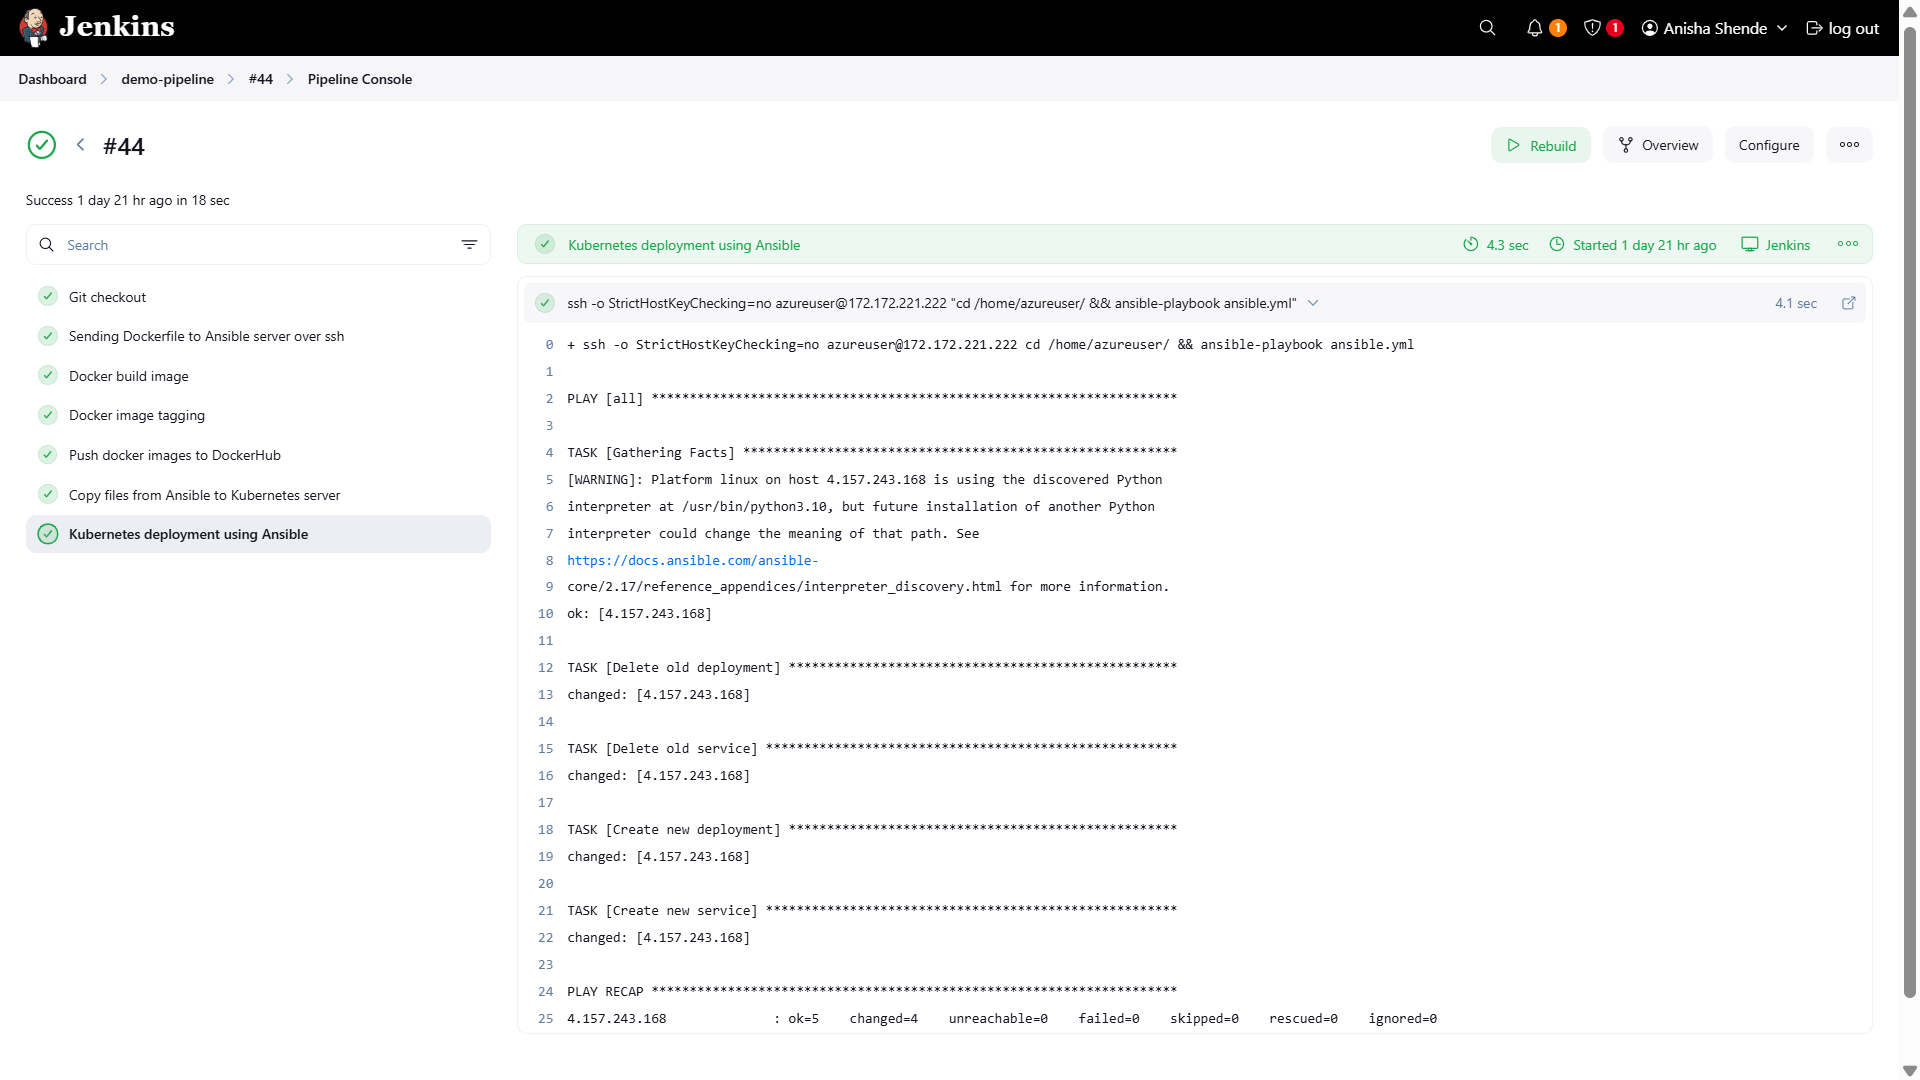 Jenkins
1
1
Anisha Shende
log out
Dashboard
demo-pipeline
#44
Pipeline Console
#44
Rebuild
Overview
Configure
Success 1 day 21 hr ago in 18 sec
Search
Git checkout
Sending Dockerfile to Ansible server over ssh
Docker build image
Docker image tagging
Push docker images to DockerHub
Copy files from Ansible to Kubernetes server
Kubernetes deployment using Ansible
Kubernetes deployment using Ansible
4.3 sec
Started 1 day 21 hr ago
Jenkins
ssh -o StrictHostKeyChecking=no azureuser@172.172.221.222 "cd /home/azureuser/ && ansible-playbook ansible.yml"
4.1 sec
0 + ssh -o StrictHostKeyChecking=no azureuser@172.172.221.222 cd /home/azureuser/ && ansible-playbook ansible.yml
1
2 PLAY [all] *********************************************************************
3
4 TASK [Gathering Facts] *********************************************************
5 [WARNING]: Platform linux on host 4.157.243.168 is using the discovered Python
6 interpreter at /usr/bin/python3.10, but future installation of another Python
7 interpreter could change the meaning of that path. See
8 https://docs.ansible.com/ansible-
9 core/2.17/reference_appendices/interpreter_discovery.html for more information.
10 ok: [4.157.243.168]
11
12 TASK [Delete old deployment] ***************************************************
13 changed: [4.157.243.168]
14
15 TASK [Delete old service] ******************************************************
16 changed: [4.157.243.168]
17
18 TASK [Create new deployment] ***************************************************
19 changed: [4.157.243.168]
20
21 TASK [Create new service] ******************************************************
22 changed: [4.157.243.168]
23
24 PLAY RECAP *********************************************************************
25 4.157.243.168 : ok=5 changed=4 unreachable=0 failed=0 skipped=0 rescued=0 ignored=0